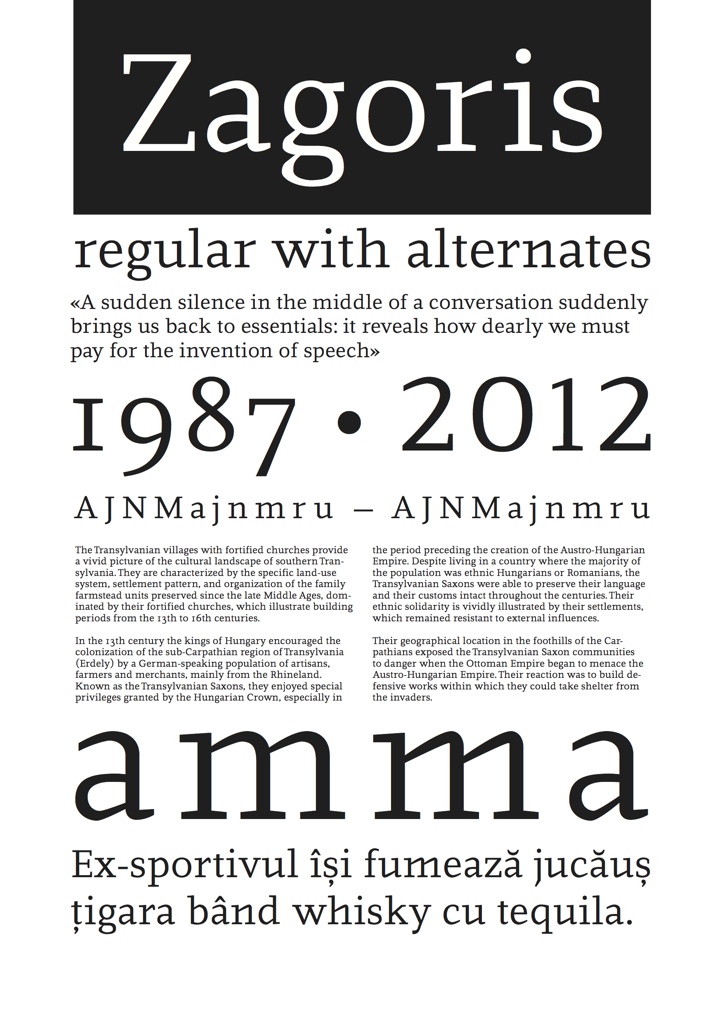 Zagoris
regular with alternates
«A sudden silence in the middle of a conversation suddenly
brings us back to essentials: it reveals how dearly we must
pay for the invention of speech»
1987 • 2012
AJNMajnmru – AJNMajnmru
The Transylvanian villages with fortified churches provide
a vivid picture of the cultural landscape of southern Tran-
sylvania. They are characterized by the specific land-use
system, settlement pattern, and organization of the family
farmstead units preserved since the late Middle Ages, dom-
inated by their fortified churches, which illustrate building
periods from the 13th to 16th centuries.
In the 13th century the kings of Hungary encouraged the
colonization of the sub-Carpathian region of Transylvania
(Erdely) by a German-speaking population of artisans,
farmers and merchants, mainly from the Rhineland.
Known as the Transylvanian Saxons, they enjoyed special
privileges granted by the Hungarian Crown, especially in
the period preceding the creation of the Austro-Hungarian
Empire. Despite living in a country where the majority of
the population was ethnic Hungarians or Romanians, the
Transylvanian Saxons were able to preserve their language
and their customs intact throughout the centuries. Their
ethnic solidarity is vividly illustrated by their settlements,
which remained resistant to external influences.
Their geographical location in the foothills of the Car-
pathians exposed the Transylvanian Saxon communities
to danger when the Ottoman Empire began to menace the
Austro-Hungarian Empire. Their reaction was to build de-
fensive works within which they could take shelter from
the invaders.
amma
Ex-sportivul își fumează jucăuș
țigara bând whisky cu tequila.